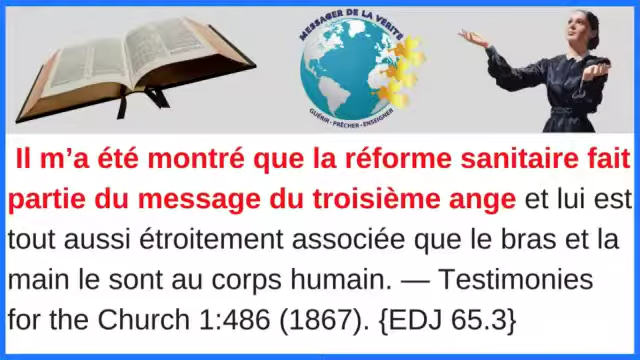 MESSAGER DE LA VÉRITÉ
GUÉRIR - PRÊCHER - ENSEIGNER
Il m’a été montré que la réforme sanitaire fait
partie du message du troisième ange et lui est
tout aussi étroitement associée que le bras et la
main le sont au corps humain. — Testimonies
for the Church 1:486 (1867). {EDJ 65.3}